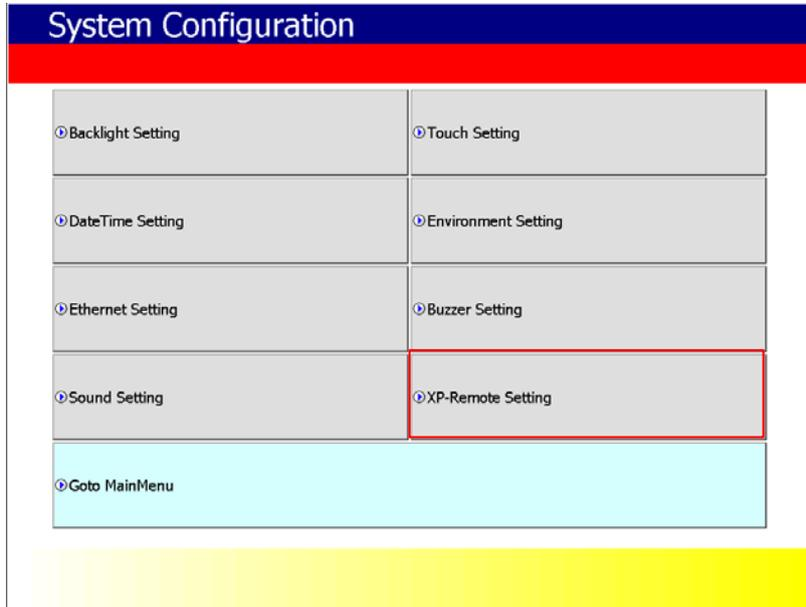 System Configuration
Backlight Setting
Touch Setting
DateTime Setting
Environment Setting
Ethernet Setting
Buzzer Setting
Sound Setting
XP-Remote Setting
Goto MainMenu